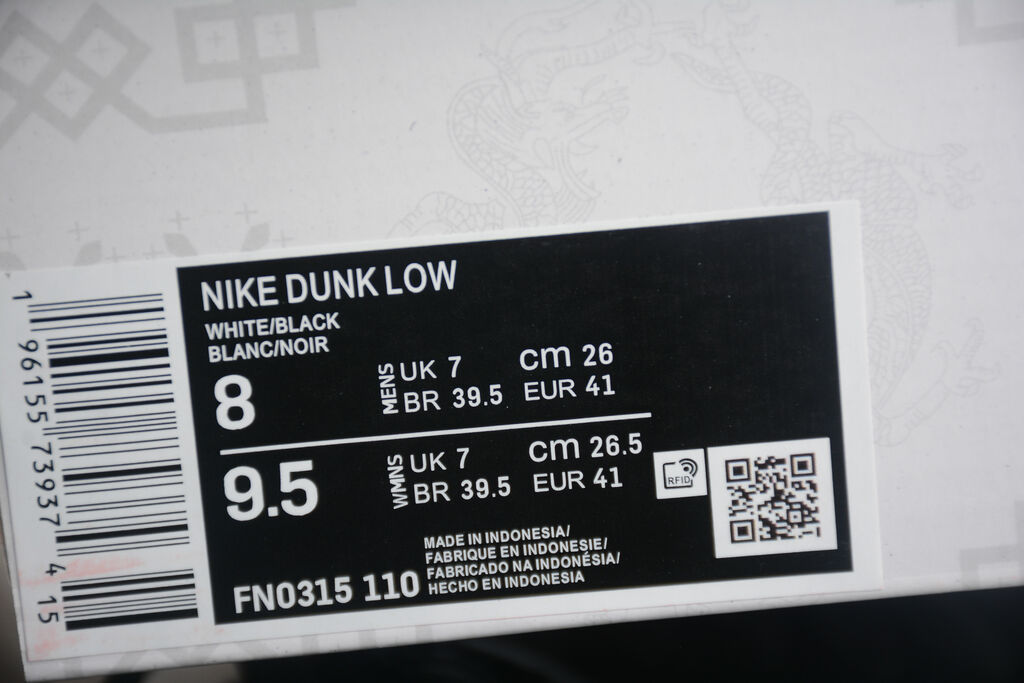 NIKE DUNK LOW
WHITE/BLACK
BLANC/NOIR
8
MENS
UK 7 cm 26
BR 39.5 EUR 41
9.5
WMNS
UK 7 cm 26.5
BR 39.5 EUR 41
RFID
MADE IN INDONESIA/
FABRIQUE EN INDONESIE/
FABRICADO NA INDONÉSIA/
HECHO EN INDONESIA
FN0315 110
1 96155 73937 4 15